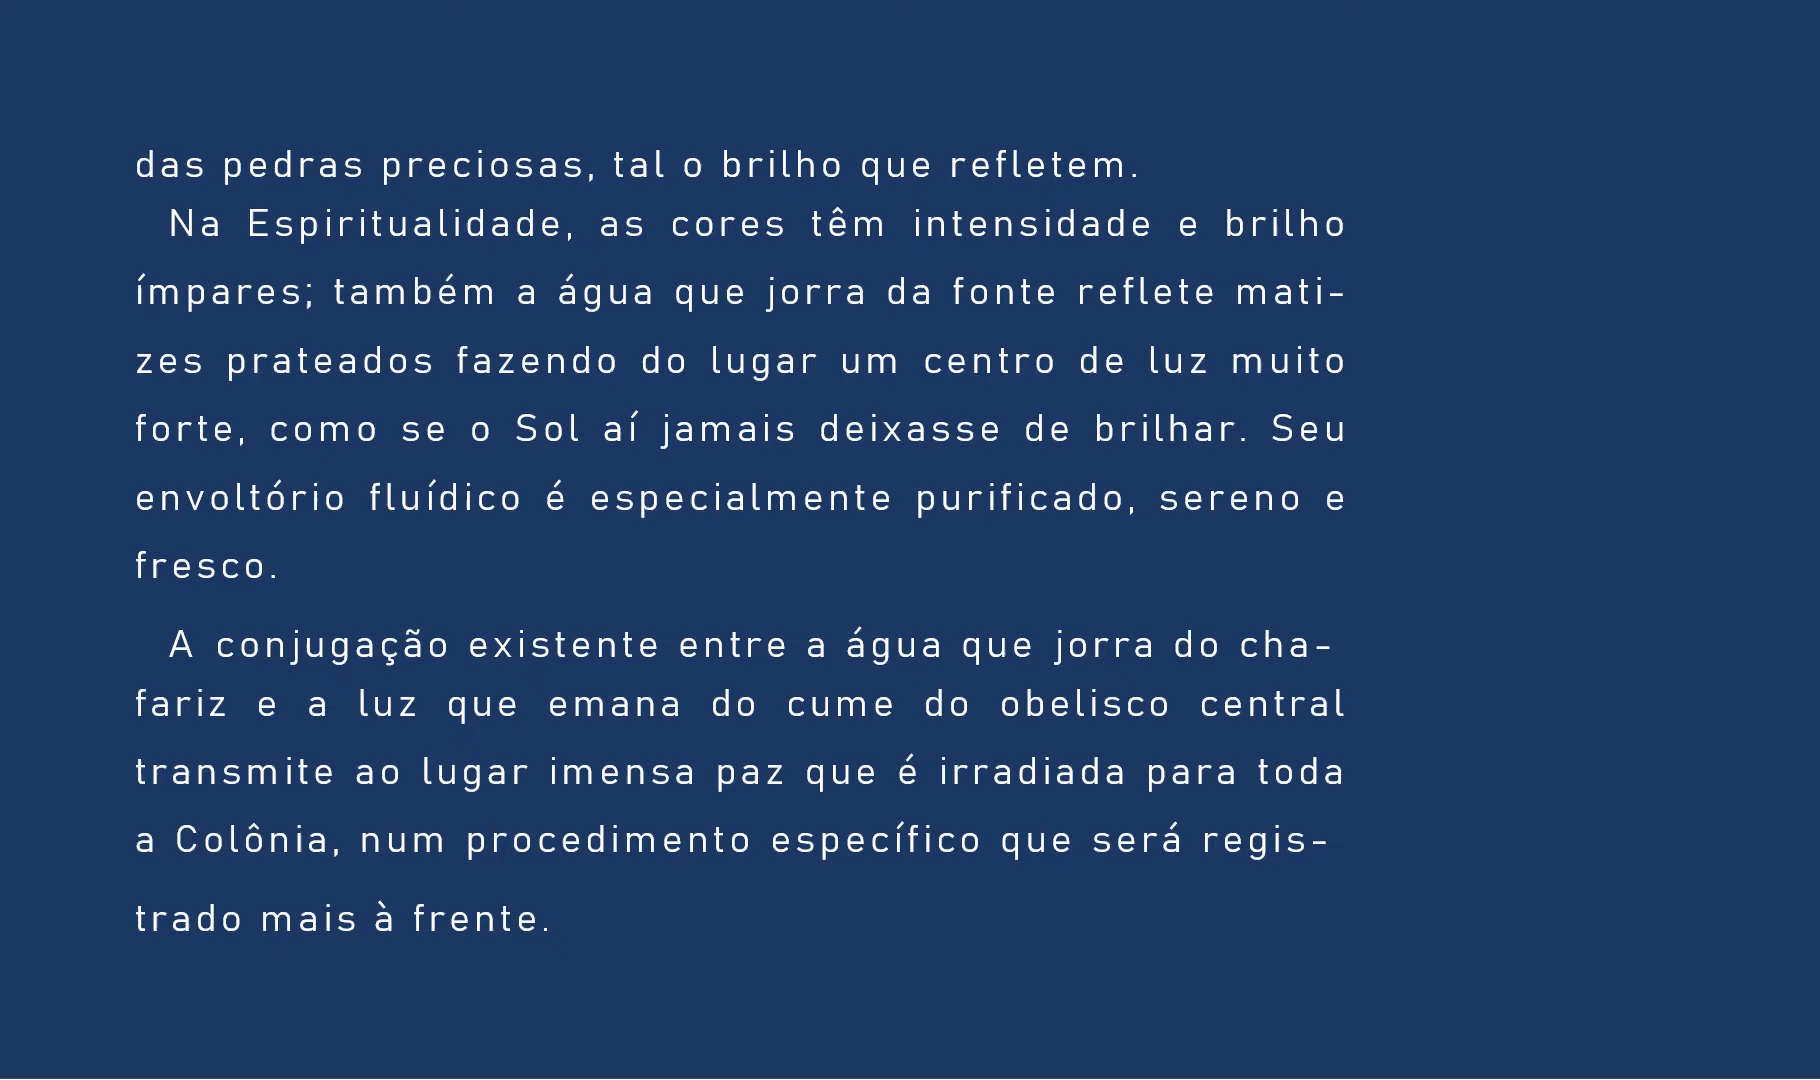 das pedras preciosas, tal o brilho que refletem.
Na Espiritualidade, as cores têm intensidade e brilho
ímpares; também a água que jorra da fonte reflete mati-
zes prateados fazendo do lugar um centro de luz muito
forte, como se o Sol aí jamais deixasse de brilhar. Seu
envoltório fluídico é especialmente purificado, sereno e
fresco.
A conjugação existente entre a água que jorra do cha-
fariz e a luz que emana do cume do obelisco central
transmite ao lugar imensa paz que é irradiada para toda
a Colônia, num procedimento específico que será regis-
trado mais à frente.